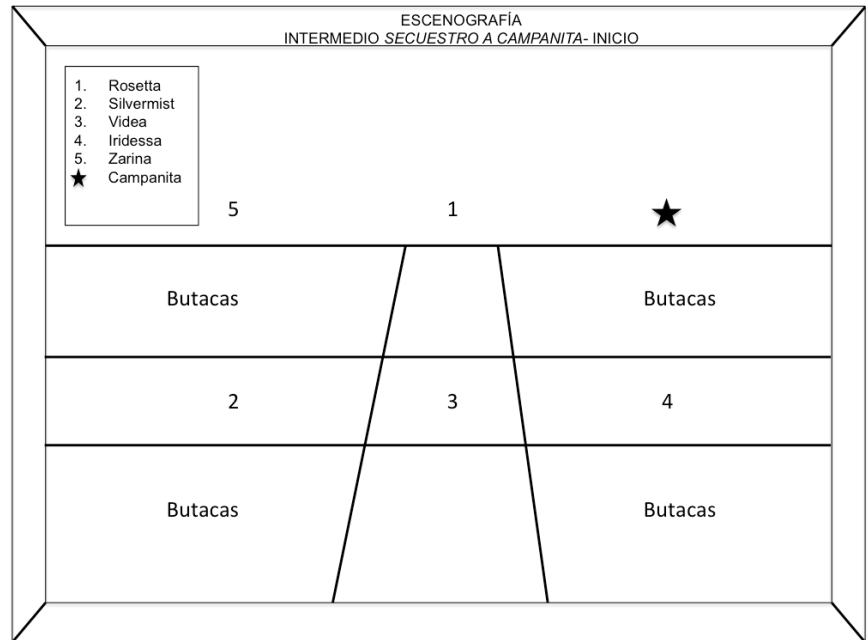 ESCENOGRAFÍA
INTERMEDIO SECUESTRO A CAMPANITA- INICIO
1. Rosetta
2. Silvermist
3. Videa
4. Iridessa
5. Zarina
★ Campanita
5 1 ★
Butacas Butacas
2 3 4
Butacas Butacas